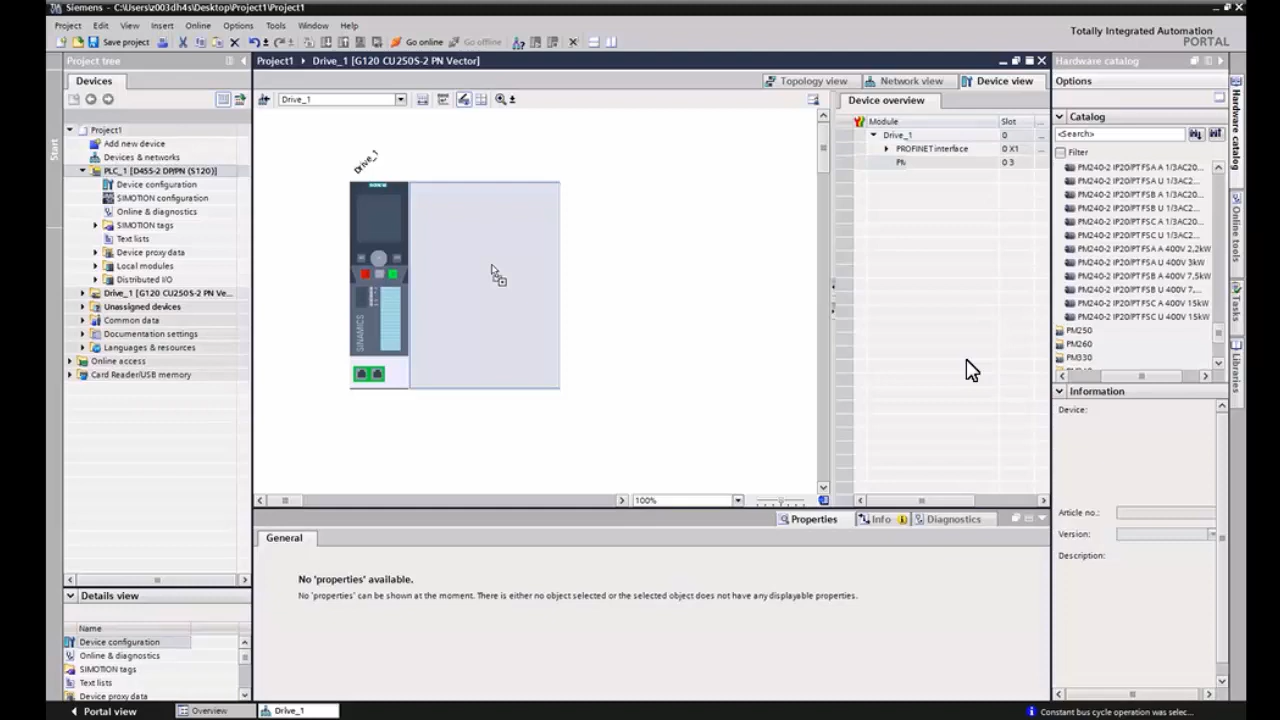 Siemens - C:\Users\z003dh4s\Desktop\Project1\Project1
Project Edit View Insert Online Options Tools Window Help
Totally Integrated Automation
PORTAL
Save project
Go online
Go offline
Project tree
Devices
Start
Project1
Add new device
Devices & networks
PLC_1 [D455-2 DP/PN (S120)]
Device configuration
SIMOTION configuration
Online & diagnostics
SIMOTION tags
Text lists
Device proxy data
Local modules
Distributed I/O
Drive_1 [G120 CU250S-2 PN Ve...
Unassigned devices
Common data
Documentation settings
Languages & resources
Online access
Card Reader/USB memory
Details view
Name
Device configuration
Online & diagnostics
SIMOTION tags
Text lists
Device proxy data
Project1 Drive_1 [G120 CU250S-2 PN Vector]
Topology view
Network view
Device view
Drive_1
Drive_1
SINAMICS
100%
Device overview
Module
Slot
...
Drive_1
0
PROFINET interface
0 X1
...
0 3
Properties
Info
Diagnostics
General
No 'properties' available.
No 'properties' can be shown at the moment. There is either no object selected or the selected object does not have any displayable properties.
Hardware catalog
Options
Catalog
<Search>
Filter
PM240-2 IP20/PT FSA A 1/3AC20...
PM240-2 IP20/PT FSA U 1/3AC2...
PM240-2 IP20/PT FSB A 1/3AC20...
PM240-2 IP20/PT FSB U 1/3AC2...
PM240-2 IP20/PT FSC A 1/3AC20...
PM240-2 IP20/PT FSC U 1/3AC2...
PM240-2 IP20/PT FSA A 400V 2,2kW
PM240-2 IP20/PT FSA U 400V 3kW
PM240-2 IP20/PT FSB A 400V 7,5kW
PM240-2 IP20/PT FSB U 400V 7,...
PM240-2 IP20/PT FSC A 400V 15kW
PM240-2 IP20/PT FSC U 400V 15kW
PM250
PM260
PM330
Information
Device:
Article no.:
Version:
Description:
Hardware catalog
Online tools
Tasks
Libraries
Portal view
Overview
Drive_1
Constant bus cycle operation was selec...